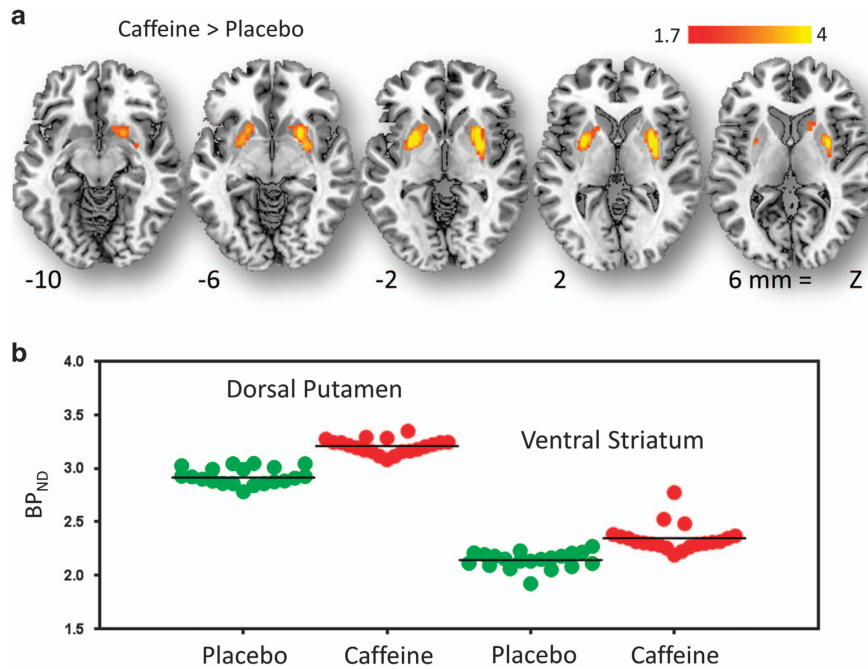 a
Caffeine > Placebo
1.7 4
-10 -6 -2 2 6 mm = Z
b
4.0
3.5
3.0
2.5
2.0
1.5
BPND
Dorsal Putamen
Ventral Striatum
Placebo Caffeine Placebo Caffeine